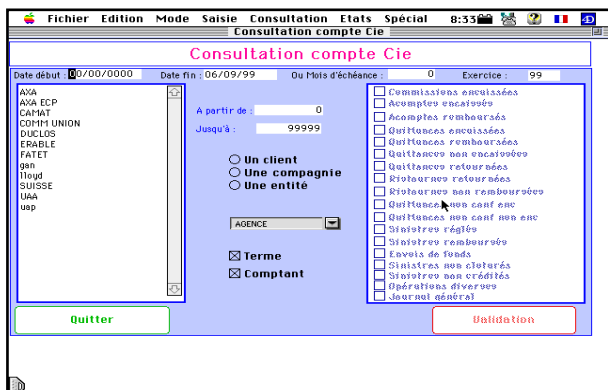 Fichier Edition Mode Saisie Consultation Etats Spécial 8:33
Consultation compte Cie
Consultation compte Cie
Date début : 00/00/0000 Date fin : 06/09/99 Ou Mois d'échéance : 0 Exercice : 99
AXA
AXA ECP
CAMAT
COMM UNION
DUCLOS
ERABLE
FATET
gan
lloyd
SUISSE
UAA
uap
A partir de : 0
Jusqu'à : 99999
Un client
Une compagnie
Une entité
AGENCE
Terme
Comptant
Commissions encaissées
Acomptes encaissés
Acomptes remboursés
Quittances encaissées
Quittances remboursées
Quittances non encaissées
Quittances retournées
Ristournes retournées
Ristournes non remboursées
Quittances non conf enc
Quittances non conf non enc
Sinistres réglés
Sinistres remboursés
Envois de fonds
Sinistres non cloturés
Sinistres non crédités
Opérations diverses
Journal général
Quitter
Validation